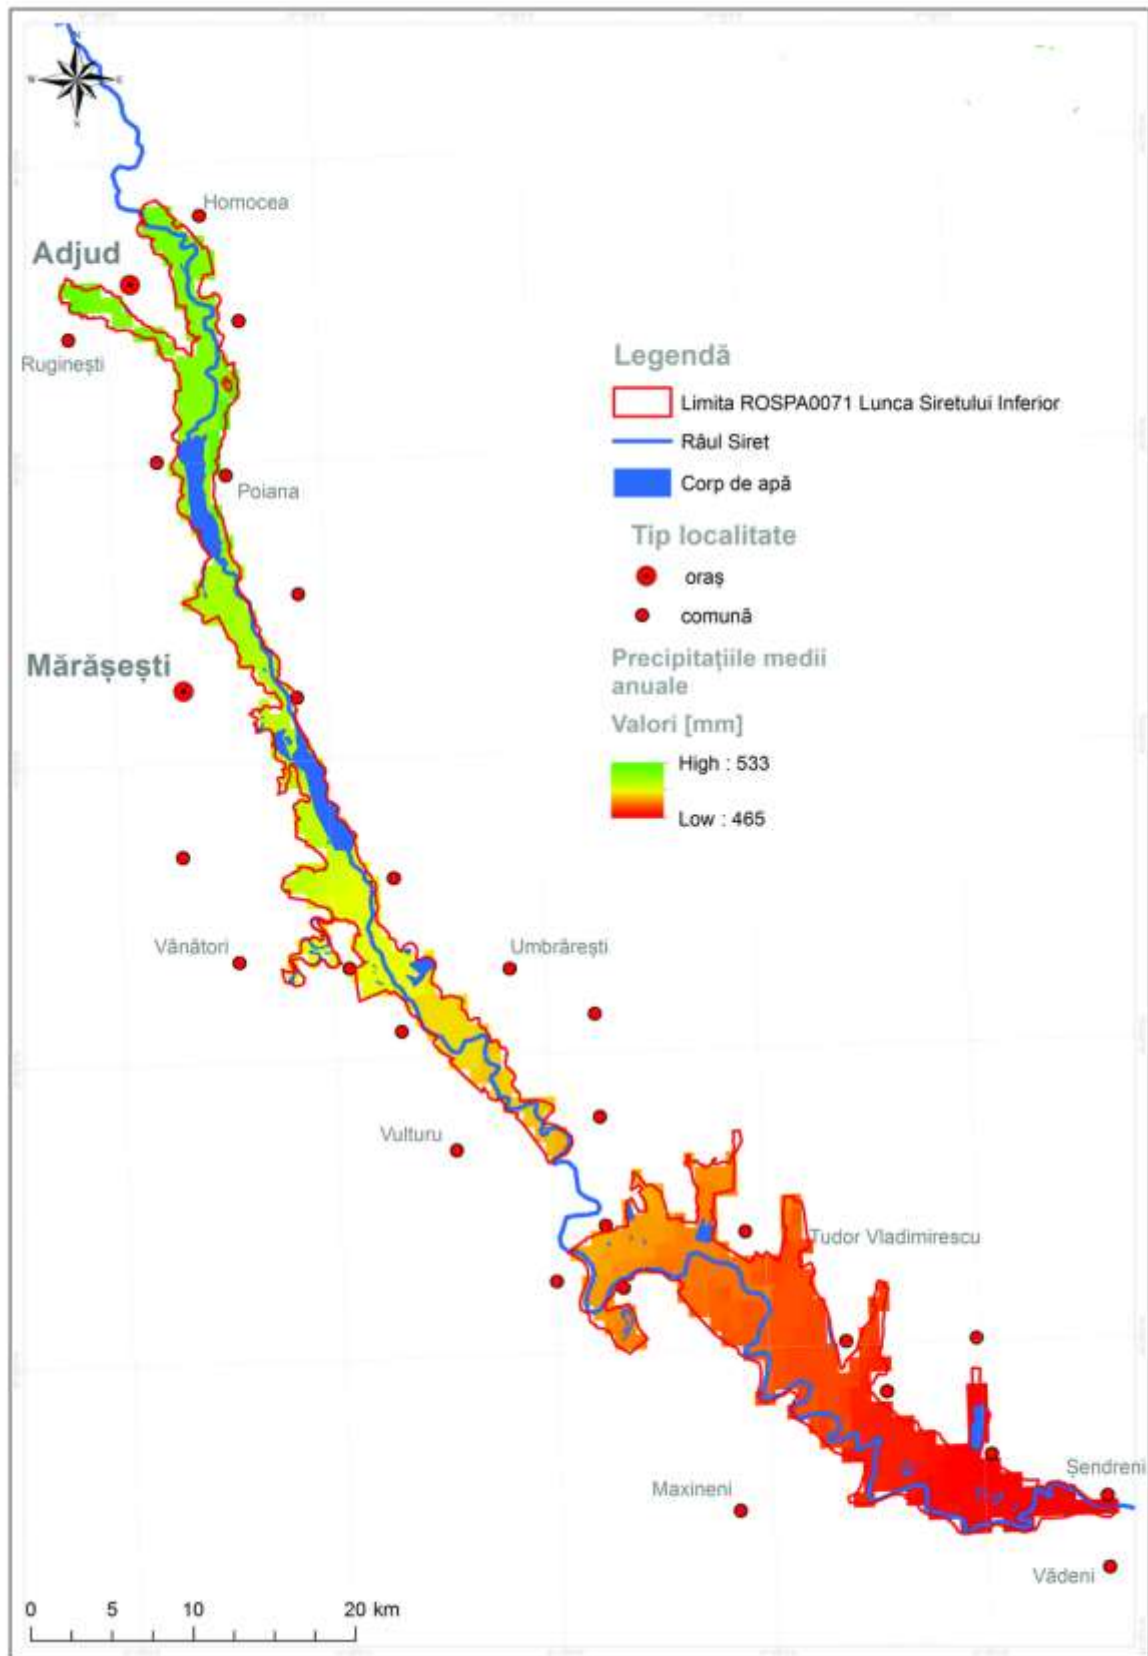 N
W
E
Homocea
Adjud
Ruginești
Poiana
Legendă
Limita ROSPA0071 Lunca Siretului Inferior
Râul Siret
Corp de apă
Tip localitate
oraș
comună
Mărășești
Precipitațiile medii
anuale
Valori [mm]
High : 533
Low : 465
Vânători
Umbrărești
Vulturu
Tudor Vladimirescu
Maxineni
Șendreni
Vădeni
0 5 10 20 km